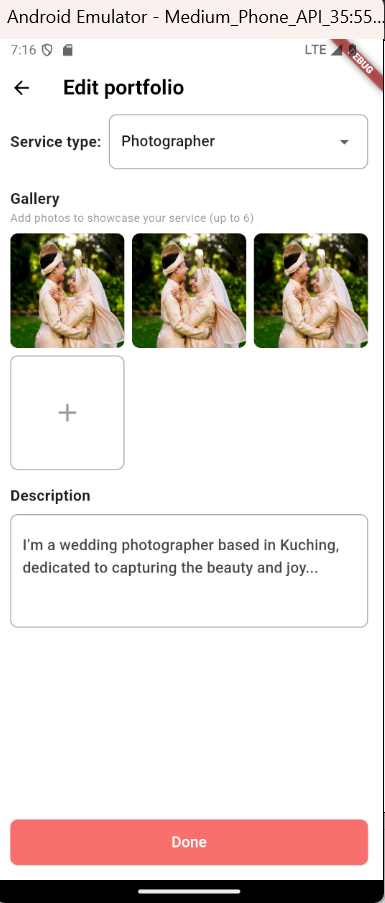 Android Emulator - Medium_Phone_API_35:55...
7:16 LTE
Edit portfolio
Service type: Photographer
Gallery
Add photos to showcase your service (up to 6)
Description
I'm a wedding photographer based in Kuching,
dedicated to capturing the beauty and joy...
Done